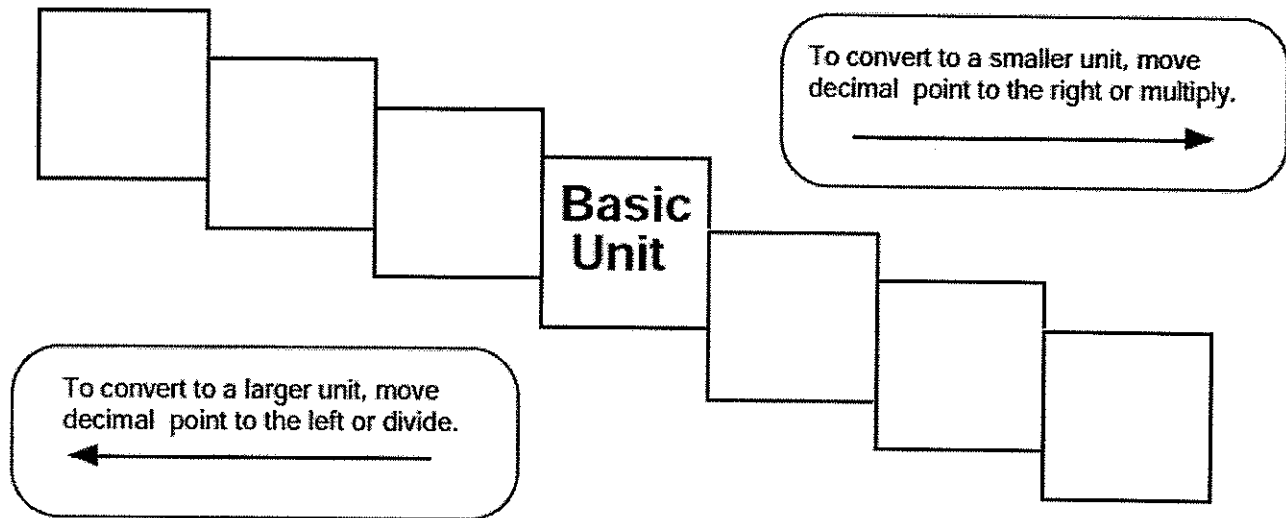 To convert to a smaller unit, move
decimal point to the right or multiply.
Basic
Unit
To convert to a larger unit, move
decimal point to the left or divide.